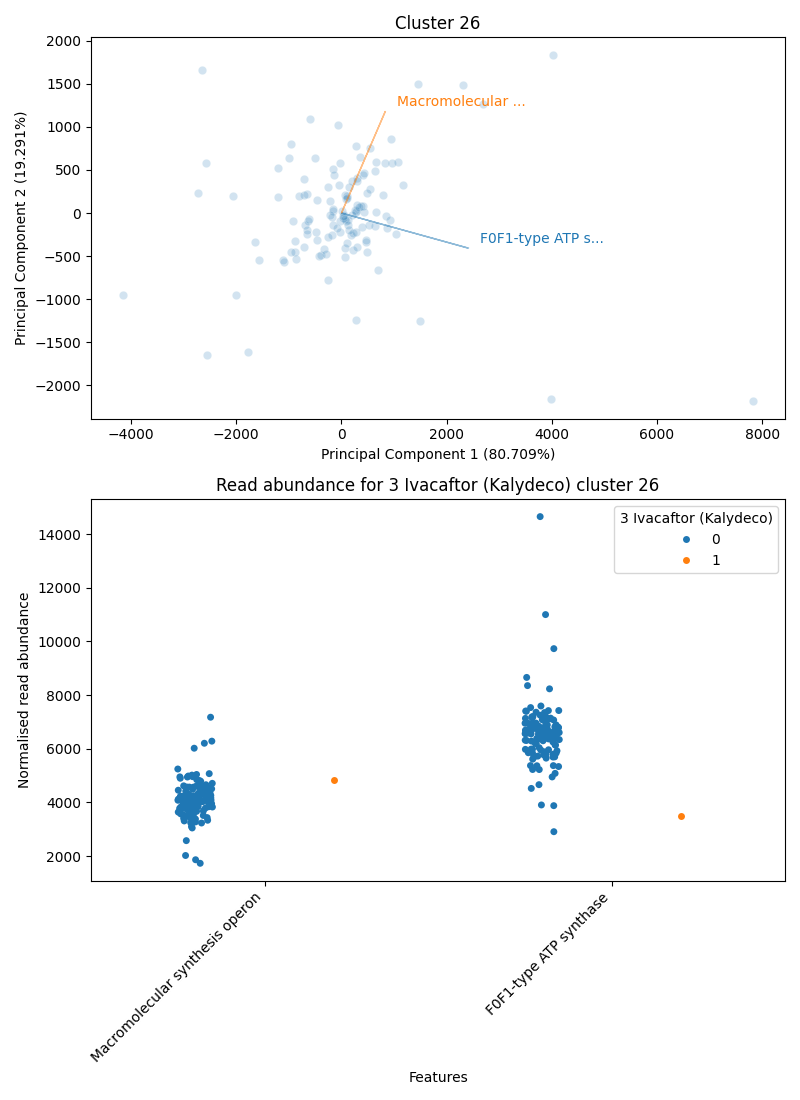 Cluster 26
2000
1500
1000
500
0
−500
−1000
−1500
−2000
Principal Component 2 (19.291%)
Macromolecular ...
F0F1-type ATP s...
−4000
−2000
0
2000
4000
6000
8000
Principal Component 1 (80.709%)
Read abundance for 3 Ivacaftor (Kalydeco) cluster 26
14000
12000
10000
8000
6000
4000
2000
Normalised read abundance
3 Ivacaftor (Kalydeco)
0
1
Macromolecular synthesis operon
F0F1-type ATP synthase
Features